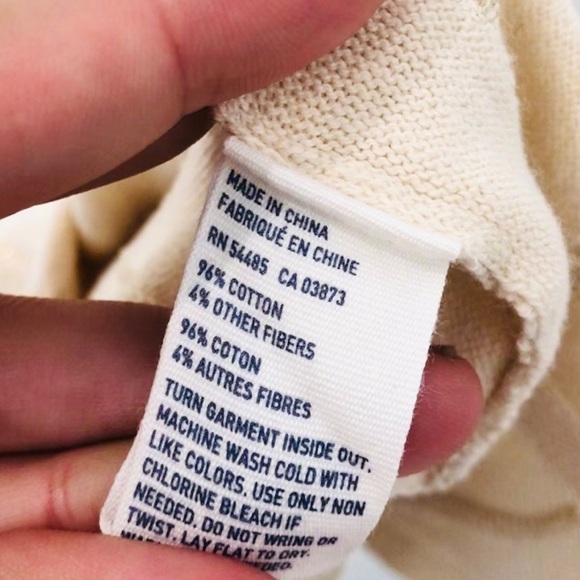 MADE IN CHINA
FABRIQUÉ EN CHINE
RN 54485 CA 03873
96% COTTON
4% OTHER FIBERS
96% COTON
4% AUTRES FIBRES
TURN GARMENT INSIDE OUT.
MACHINE WASH COLD WITH
LIKE COLORS. USE ONLY NON
CHLORINE BLEACH IF
NEEDED. DO NOT WRING OR
TWIST. LAY FLAT TO DRY.